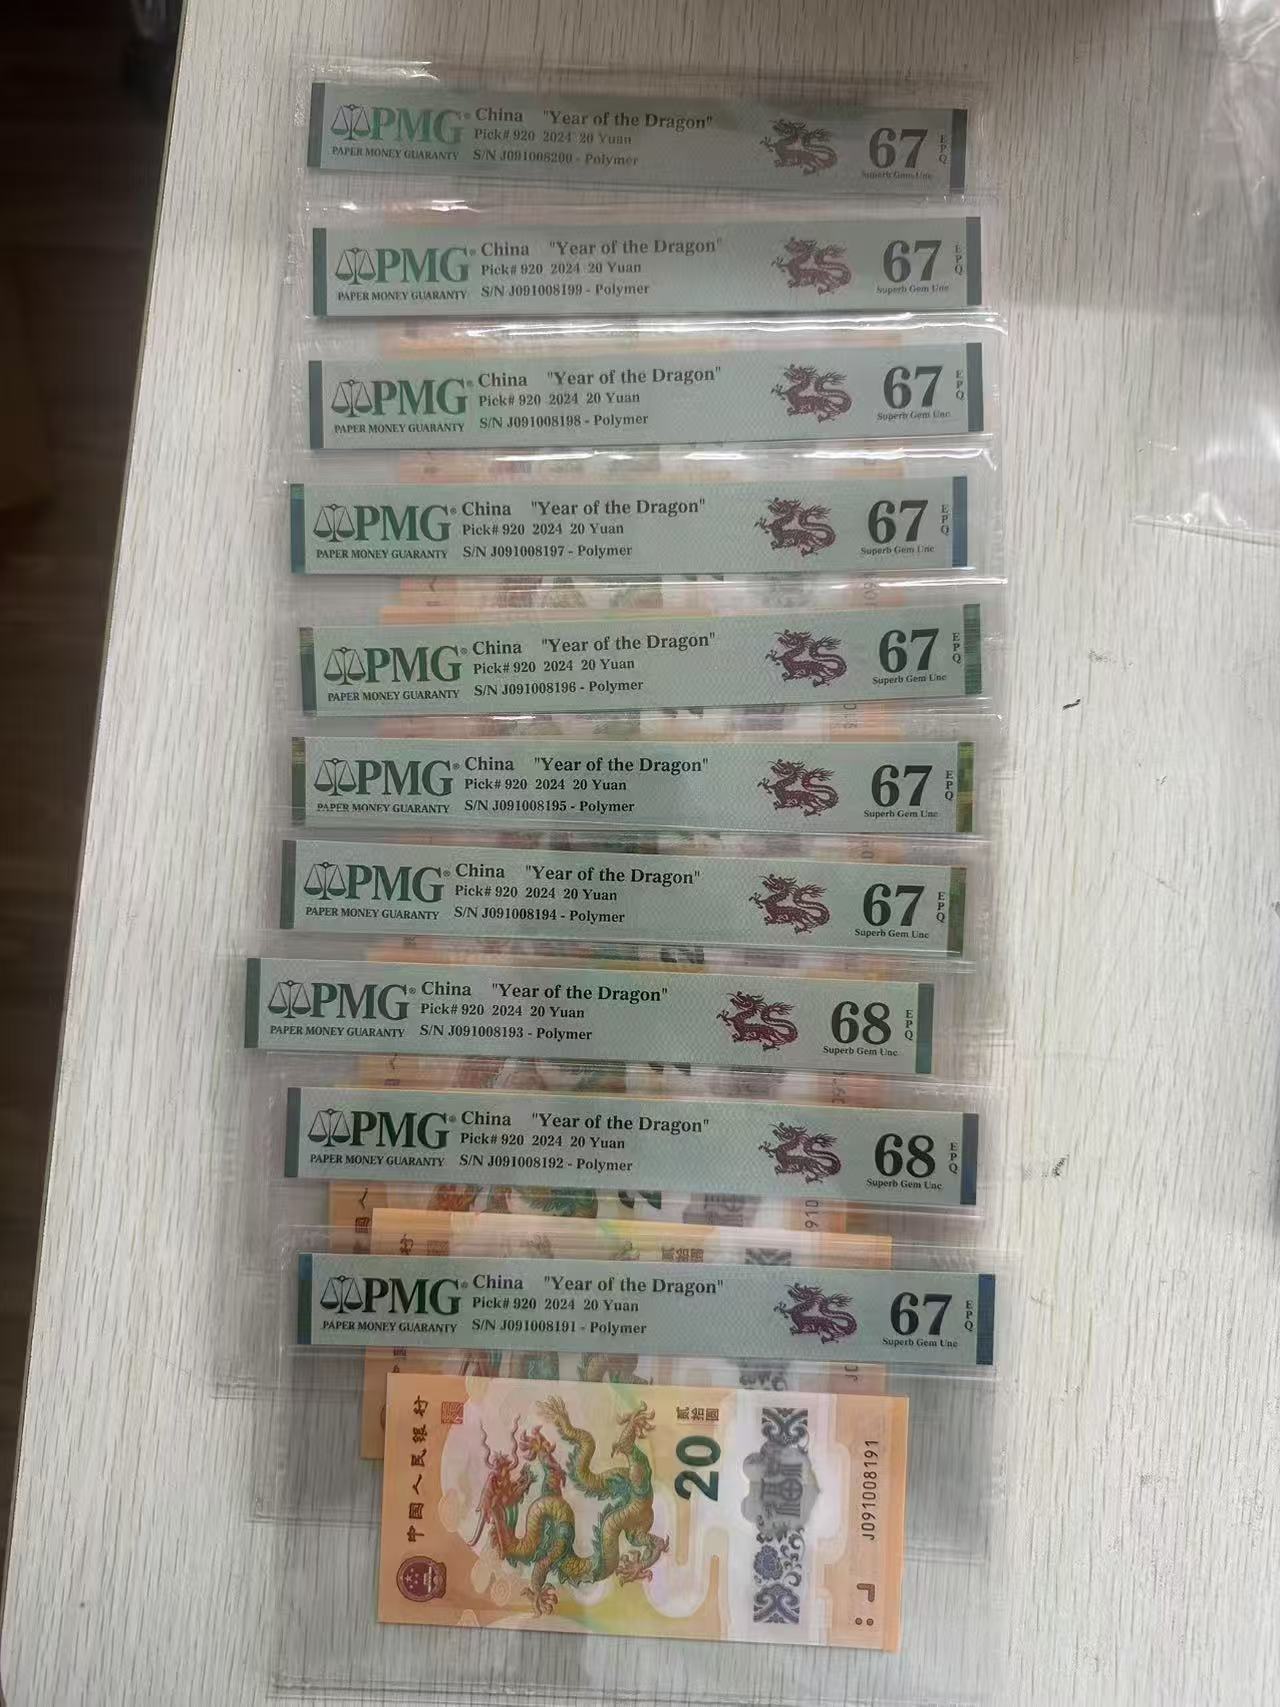 PMG® China "Year of the Dragon"
Pick# 920 2024 20 Yuan
PAPER MONEY GUARANTY S/N J091008200 - Polymer
67 EPQ
Superb Gem Unc
PMG® China "Year of the Dragon"
Pick# 920 2024 20 Yuan
PAPER MONEY GUARANTY S/N J091008199 - Polymer
67 EPQ
Superb Gem Unc
PMG® China "Year of the Dragon"
Pick# 920 2024 20 Yuan
PAPER MONEY GUARANTY S/N J091008198 - Polymer
67 EPQ
Superb Gem Unc
PMG® China "Year of the Dragon"
Pick# 920 2024 20 Yuan
PAPER MONEY GUARANTY S/N J091008197 - Polymer
67 EPQ
Superb Gem Unc
PMG® China "Year of the Dragon"
Pick# 920 2024 20 Yuan
PAPER MONEY GUARANTY S/N J091008196 - Polymer
67 EPQ
Superb Gem Unc
PMG® China "Year of the Dragon"
Pick# 920 2024 20 Yuan
PAPER MONEY GUARANTY S/N J091008195 - Polymer
67 EPQ
Superb Gem Unc
PMG® China "Year of the Dragon"
Pick# 920 2024 20 Yuan
PAPER MONEY GUARANTY S/N J091008194 - Polymer
67 EPQ
Superb Gem Unc
PMG® China "Year of the Dragon"
Pick# 920 2024 20 Yuan
PAPER MONEY GUARANTY S/N J091008193 - Polymer
68 EPQ
Superb Gem Unc
PMG® China "Year of the Dragon"
Pick# 920 2024 20 Yuan
PAPER MONEY GUARANTY S/N J091008192 - Polymer
68 EPQ
Superb Gem Unc
贰拾圆
PMG® China "Year of the Dragon"
Pick# 920 2024 20 Yuan
PAPER MONEY GUARANTY S/N J091008191 - Polymer
67 EPQ
Superb Gem Unc
中国人民银行
贰拾圆
20
J091008191